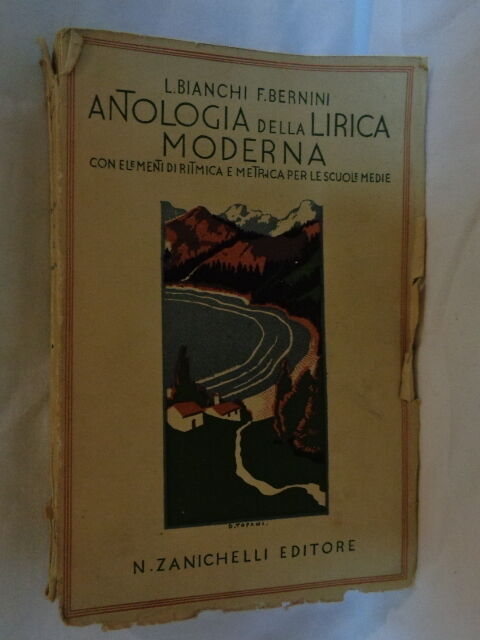 L. BIANCHI F. BERNINI
ANTOLOGIA DELLA LIRICA
MODERNA
CON ELEMENTI DI RITMICA E METRICA PER LE SCUOLE MEDIE
N. ZANICHELLI EDITORE